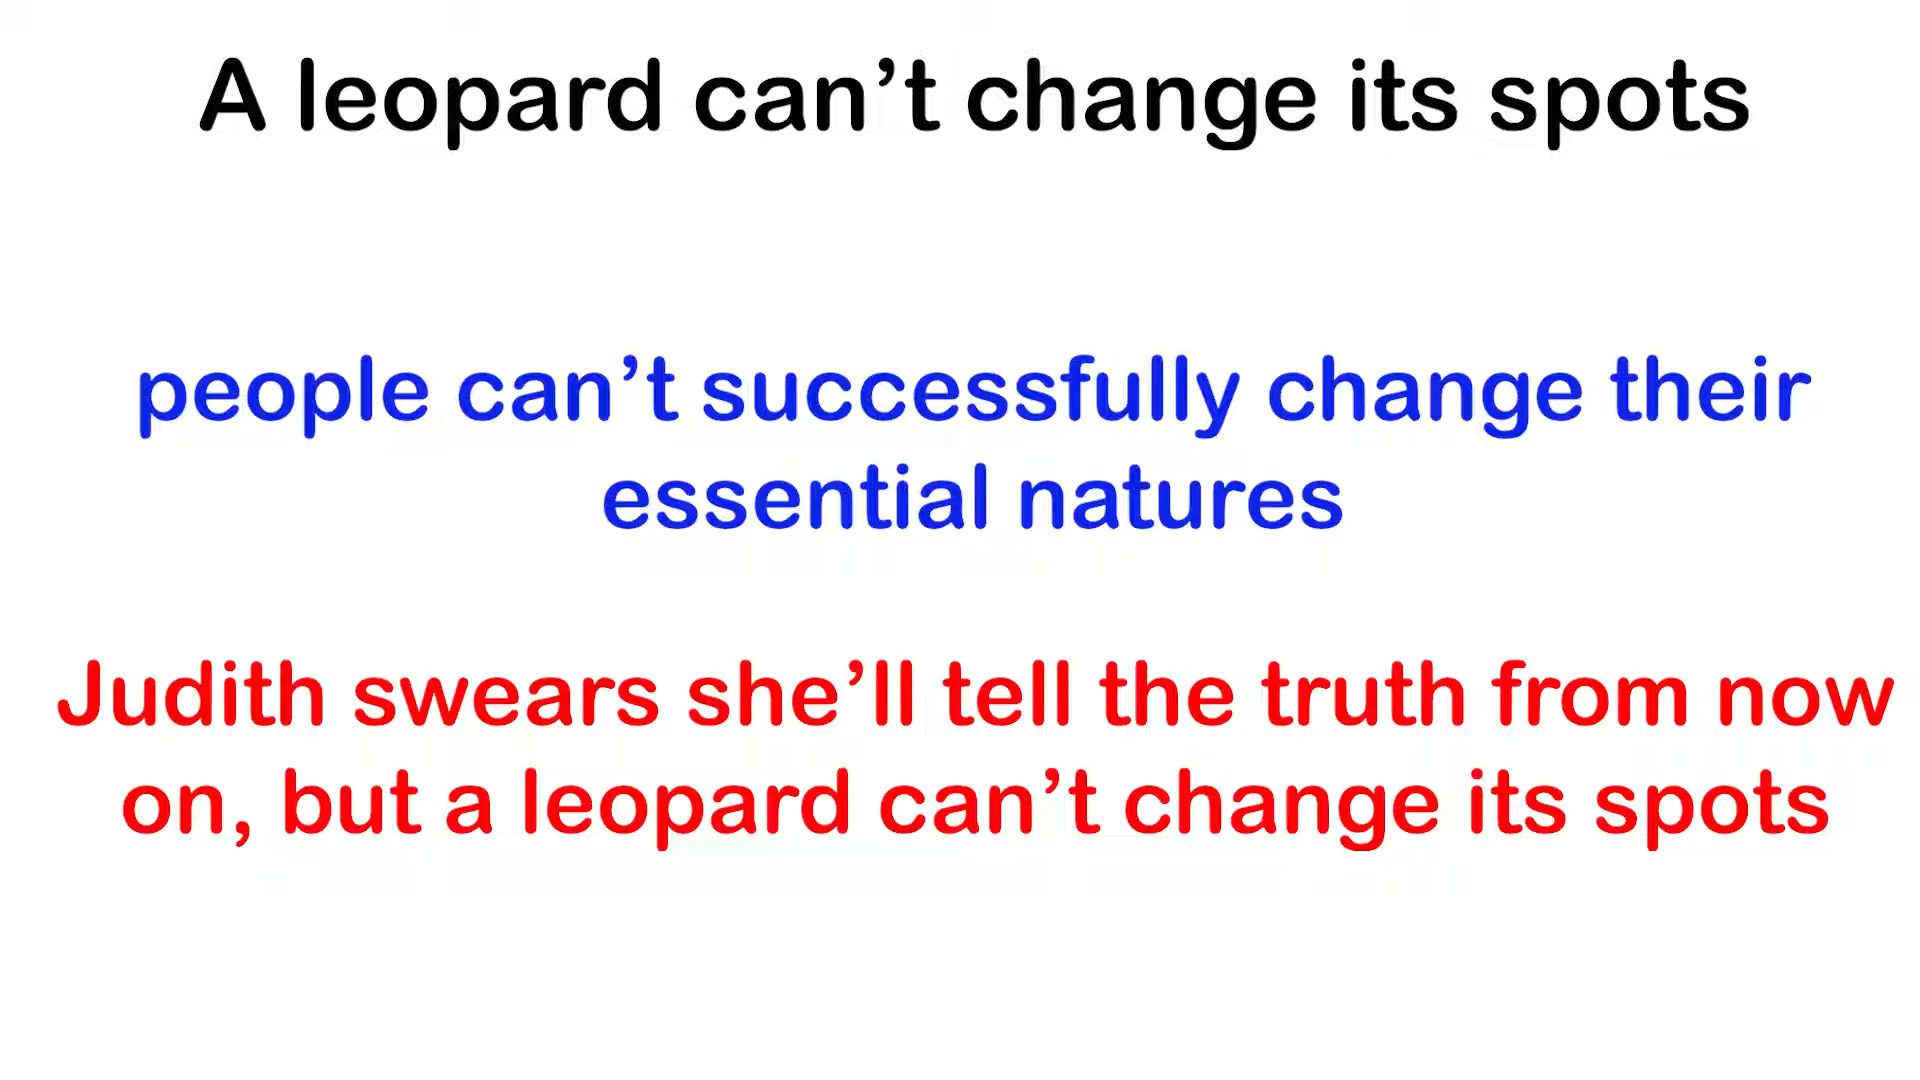 A leopard can’t change its spots
people can’t successfully change their
essential natures
Judith swears she’ll tell the truth from now
on, but a leopard can’t change its spots